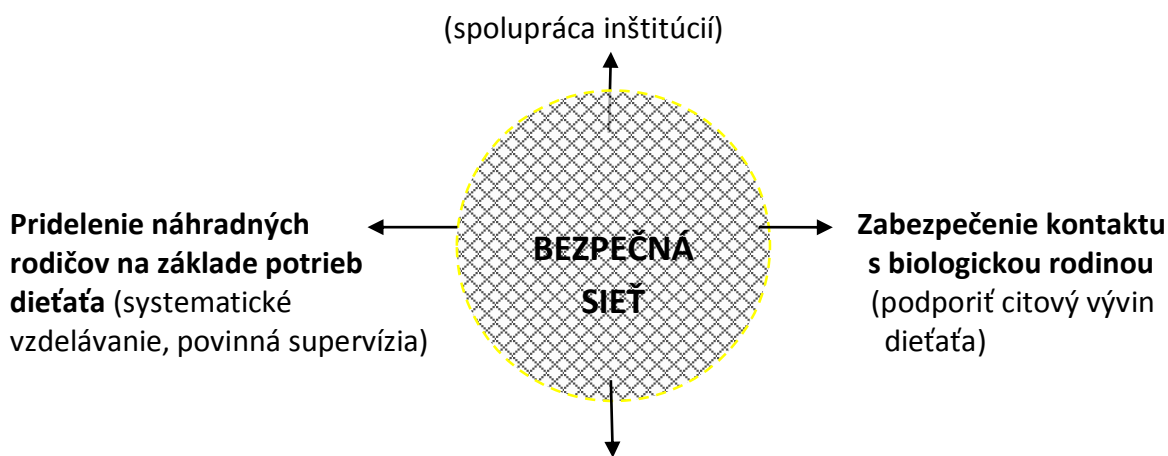 (spolupráca inštitúcií)
Pridelenie náhradných
rodičov na základe potrieb
dieťaťa (systematické
vzdelávanie, povinná supervízia)
BEZPEČNÁ
SIEŤ
Zabezpečenie kontaktu
s biologickou rodinou
(podporiť citový vývin
dieťaťa)